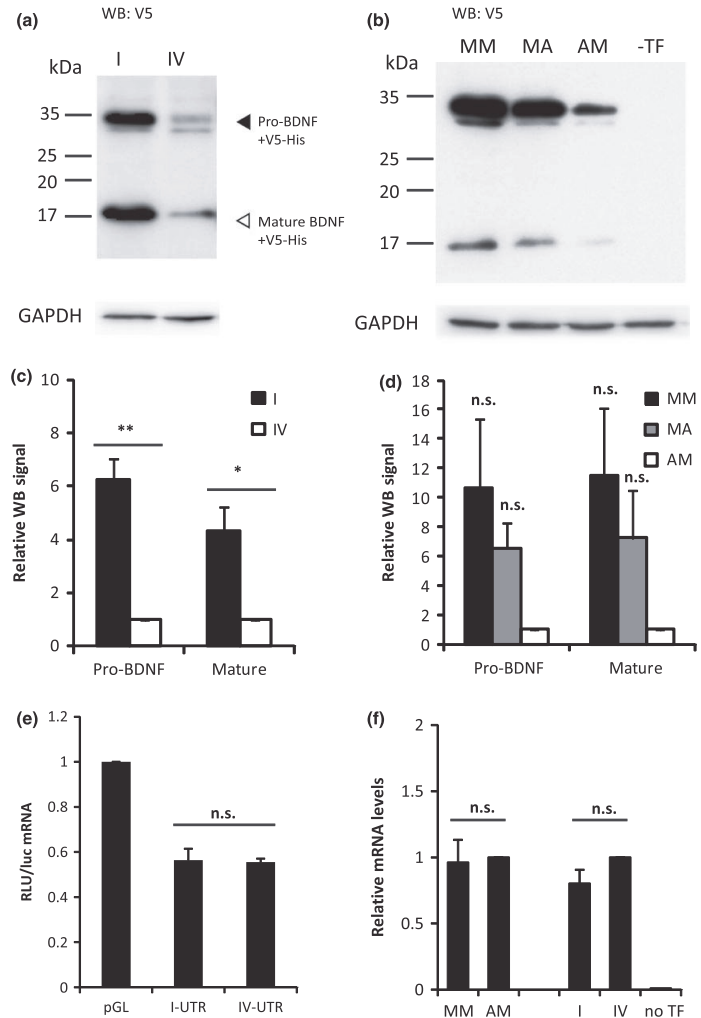 (a)
WB: V5
I IV
kDa
35
25
20
17
Pro-BDNF
+V5-His
Mature BDNF
+V5-His
GAPDH
(b)
WB: V5
MM MA AM -TF
kDa
35
25
20
17
GAPDH
(c)
Relative WB signal
10
8
6
4
2
0
**
*
I
IV
Pro-BDNF Mature
(d)
Relative WB signal
18
16
14
12
10
8
6
4
2
0
n.s.
n.s.
n.s.
n.s.
MM
MA
AM
Pro-BDNF Mature
(e)
RLU/luc mRNA
1.2
1
0.8
0.6
0.4
0.2
0
n.s.
pGL I-UTR IV-UTR
(f)
Relative mRNA levels
2
1.5
1
0.5
0
n.s. n.s.
MM AM I IV no TF